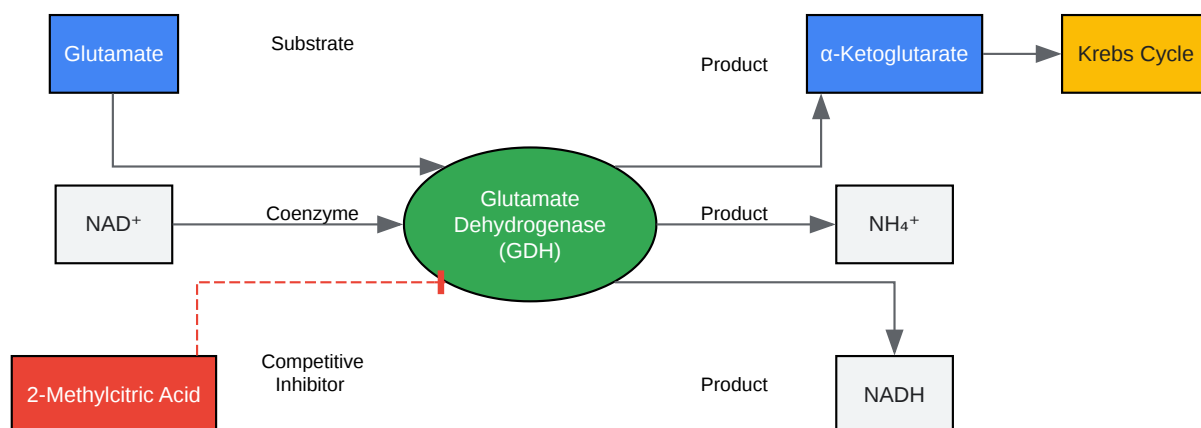 Glutamate
Substrate
Product
α-Ketoglutarate
Krebs Cycle
NAD⁺
Coenzyme
Glutamate
Dehydrogenase
(GDH)
Product
NH₄⁺
2-Methylcitric Acid
Competitive
Inhibitor
Product
NADH